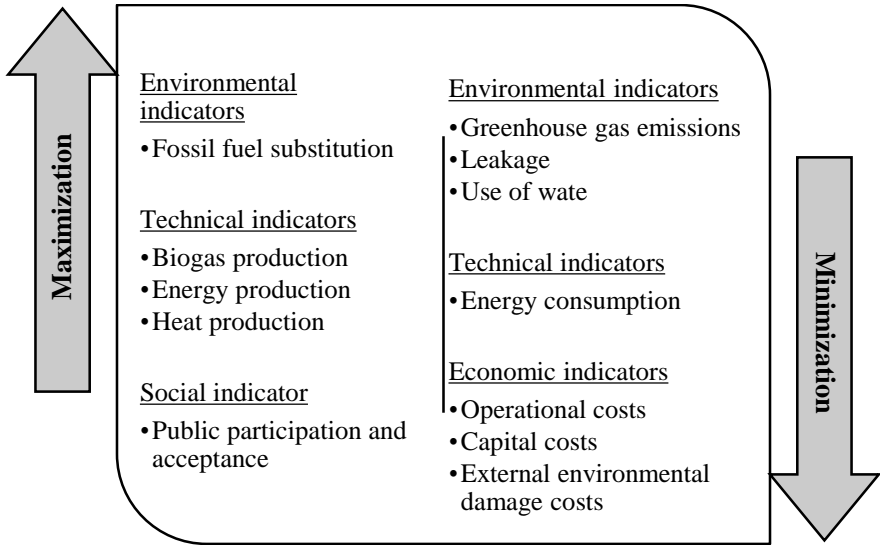 Maximization
Environmental
indicators
•Fossil fuel substitution
Technical indicators
•Biogas production
•Energy production
•Heat production
Social indicator
•Public participation and
acceptance
Environmental indicators
•Greenhouse gas emissions
•Leakage
•Use of wate
Technical indicators
•Energy consumption
Economic indicators
•Operational costs
•Capital costs
•External environmental
damage costs
Minimization